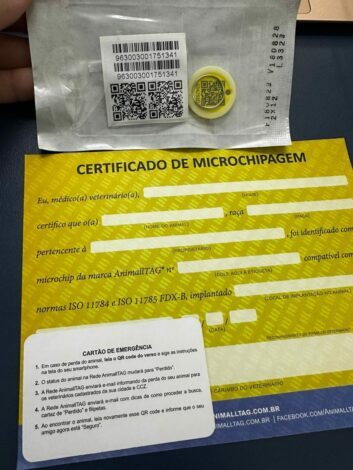 963003001751341
963003001751341
CERTIFICADO DE MICROCHIPAGEM
Eu, médico(a) veterinário(a),
(NOME)
certifico que o(a)
, raça
(NOME DO ANIMAL)
(RAÇA)
pertencente à
, foi identificado com
(PROPRIETÁRIO)
microchip da marca AnimallTAG® nº
compatível com
(COLE AQUI A ETIQUETA)
normas ISO 11784 e ISO 11785 FDX-B, implantado
(LOCAL DE IMPLANTAÇÃO
(DATA)
CARIMBO DO VETERINÁRIO
CARTÃO DE EMERGÊNCIA
1. Em caso de perda do animal, leia o QR code do verso e siga as instruções
na tela do seu smartphone.
2. O status do animal na Rede AnimallTAG mudará para "Perdido".
3. A Rede AnimallTAG enviará e-mail informando da perda do seu animal para
os veterinários cadastrados da sua cidade e CCZ.
4. A Rede AnimallTAG enviará e-mail com dicas de como proceder a busca,
cartaz de "Perdido" e filipetas.
5. Ao encontrar o animal, leia novamente esse QR code e informe que o seu
amigo agora está "Seguro".
ANIMALLTAG.COM.BR
ANIMALLTAG.COM.BR | FACEBOOK.COM/ANIMALLTAG